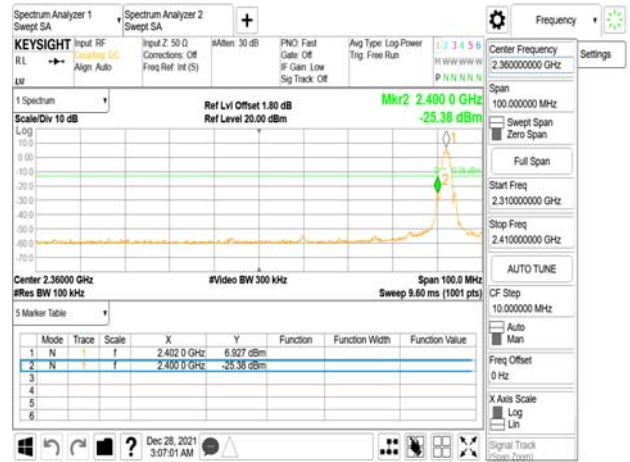 Spectrum Analyzer 1
Swept SA
Spectrum Analyzer 2
Swept SA
Frequency
KEYSIGHT
RL
Input: RF
Coupling: DC
Align: Auto
Input Z: 50 Ω
Corrections: Off
Freq Ref: Int (S)
#Atten: 30 dB
PNO: Fast
Gate: Off
IF Gain: Low
Sig Track: Off
Avg Type: Log-Power
Trig: Free Run
1 2 3 4 5 6
M W W W W W
P N N N N N
LW
1 Spectrum
Scale/Div 10 dB
Ref Lvl Offset 1.80 dB
Ref Level 20.00 dBm
Mkr2 2.400 0 GHz
-25.38 dBm
Log
10.0
0.00
-10.0
-20.0
-30.0
-40.0
-50.0
-60.0
-70.0
1
2
Center 2.36000 GHz
#Res BW 100 kHz
#Video BW 300 kHz
Span 100.0 MHz
Sweep 9.60 ms (1001 pts)
5 Marker Table
Mode Trace Scale X Y Function Function Width Function Value
1 N 1 f 2.402 0 GHz 6.927 dBm
2 N 1 f 2.400 0 GHz -25.38 dBm
3
4
5
6
?
Dec 28, 2021
3:07:01 AM
Center Frequency
2.360000000 GHz
Settings
Span
100.000000 MHz
Swept Span
Zero Span
Full Span
Start Freq
2.310000000 GHz
Stop Freq
2.410000000 GHz
AUTO TUNE
CF Step
10.000000 MHz
Auto
Man
Freq Offset
0 Hz
X Axis Scale
Log
Lin
Signal Track
(Span Zoom)